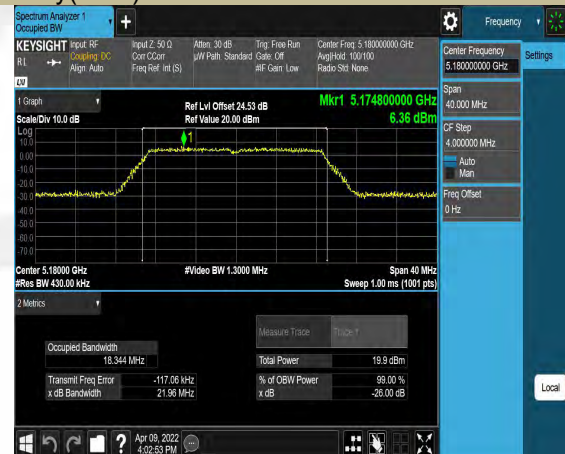 Spectrum Analyzer 1
Occupied BW
+
Frequency
KEYSIGHT
R L
LXI
Input: RF
Coupling: DC
Align: Auto
Input Z: 50 Ω
Corr CCorr
Freq Ref: Int (S)
Atten: 30 dB
µW Path: Standard
Trig: Free Run
Gate: Off
#IF Gain: Low
Center Freq: 5.180000000 GHz
Avg|Hold: 100/100
Radio Std: None
Center Frequency
5.180000000 GHz
Settings
Span
40.000 MHz
CF Step
4.000000 MHz
Auto
Man
Freq Offset
0 Hz
1 Graph
Scale/Div 10.0 dB
Ref Lvl Offset 24.53 dB
Ref Value 20.00 dBm
Mkr1 5.174800000 GHz
6.36 dBm
Log
10.0
0.00
-10.0
-20.0
-30.0
-40.0
-50.0
-60.0
-70.0
1
Center 5.18000 GHz
#Res BW 430.00 kHz
#Video BW 1.3000 MHz
Span 40 MHz
Sweep 1.00 ms (1001 pts)
2 Metrics
Measure Trace
Trace 1
Occupied Bandwidth
18.344 MHz
Total Power
19.9 dBm
Transmit Freq Error
-117.06 kHz
% of OBW Power
99.00 %
x dB Bandwidth
21.96 MHz
x dB
-26.00 dB
Local
?
Apr 09, 2022
4:02:53 PM